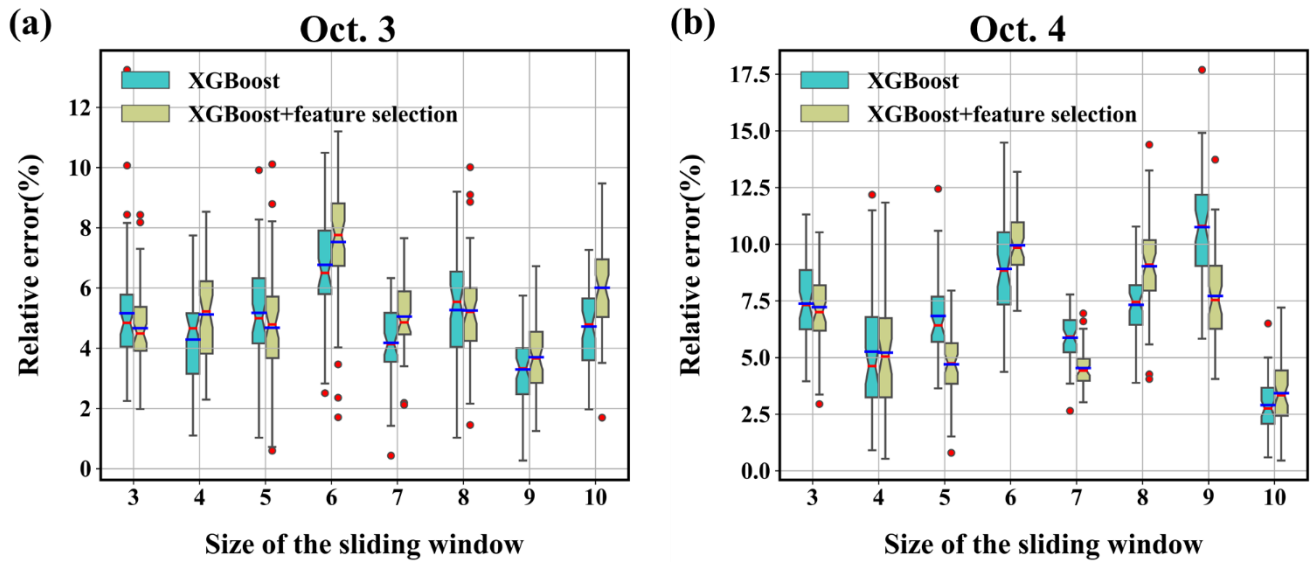 (a)
Oct. 3
XGBoost
XGBoost+feature selection
Relative error(%)
12
10
8
6
4
2
0
3 4 5 6 7 8 9 10
Size of the sliding window
(b)
Oct. 4
XGBoost
XGBoost+feature selection
Relative error(%)
17.5
15.0
12.5
10.0
7.5
5.0
2.5
0.0
3 4 5 6 7 8 9 10
Size of the sliding window